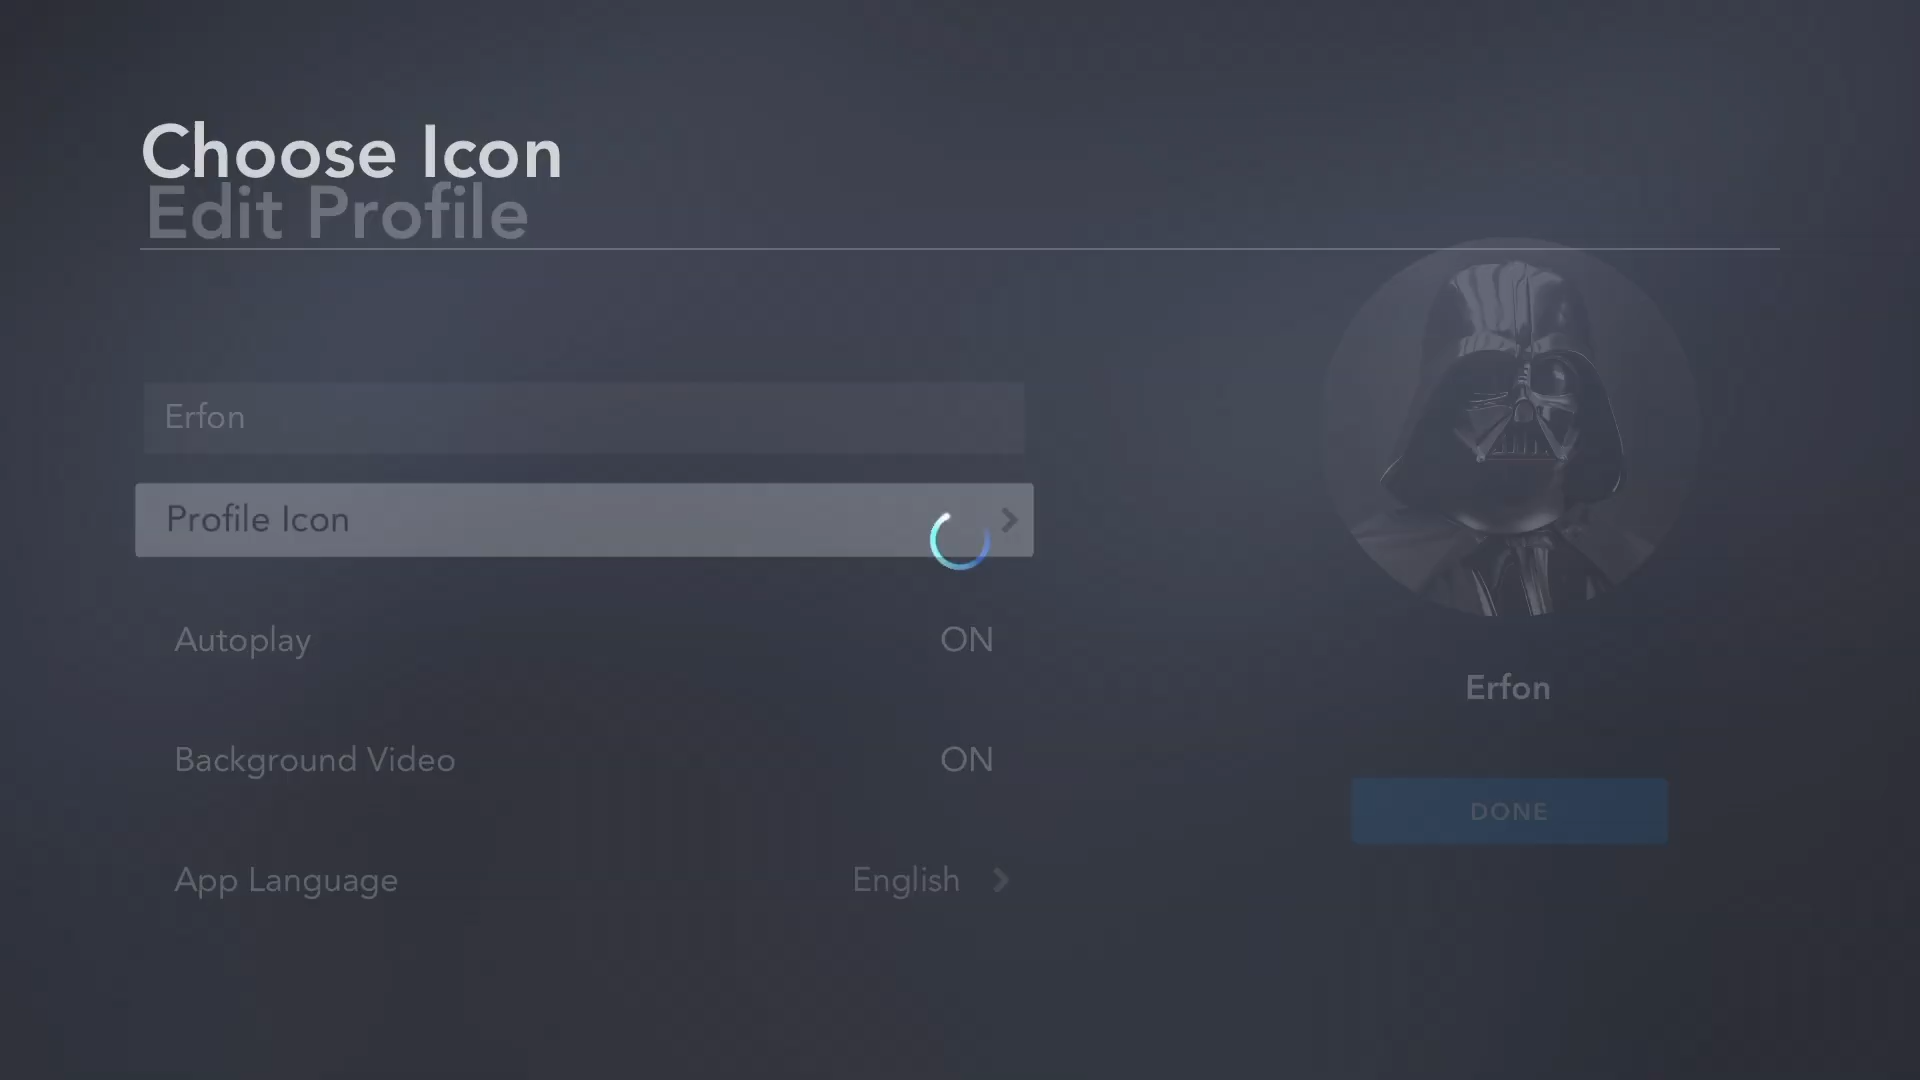 Choose Icon
Edit Profile
Erfon
Profile Icon
Autoplay ON
Background Video ON
App Language English
Erfon
DONE